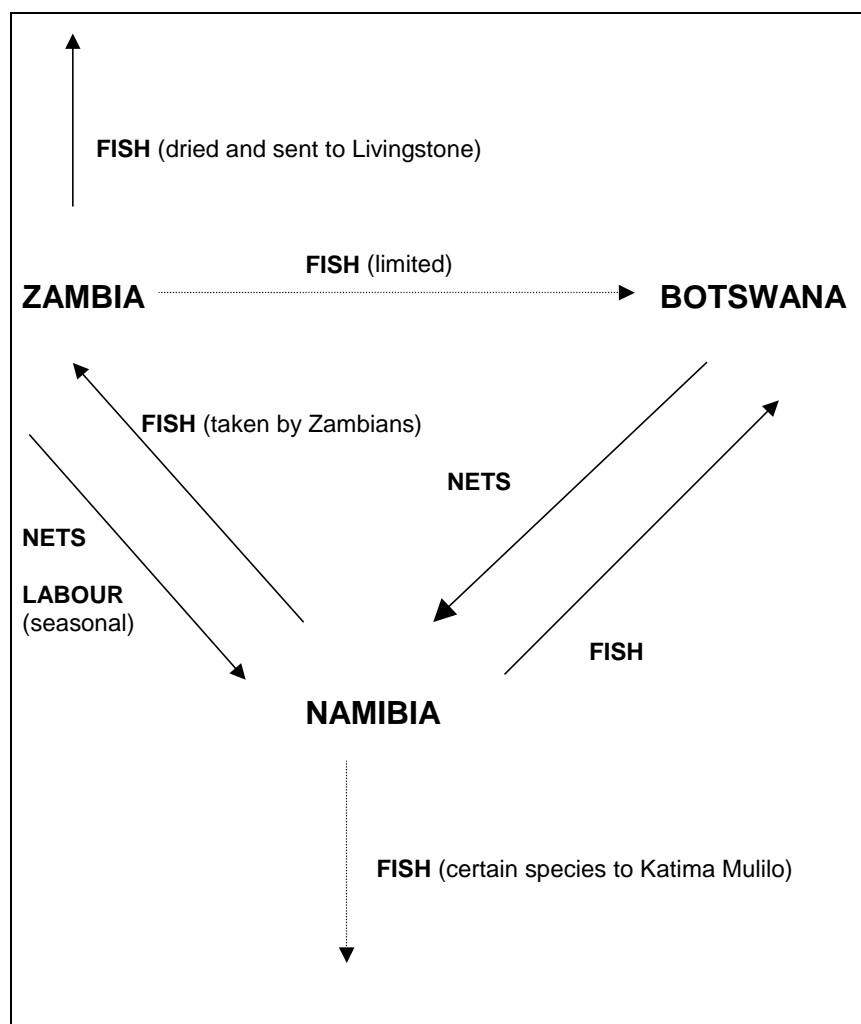 FISH (dried and sent to Livingstone)
FISH (limited)
ZAMBIA
BOTSWANA
FISH (taken by Zambians)
NETS
NETS
LABOUR
(seasonal)
FISH
NAMIBIA
FISH (certain species to Katima Mulilo)